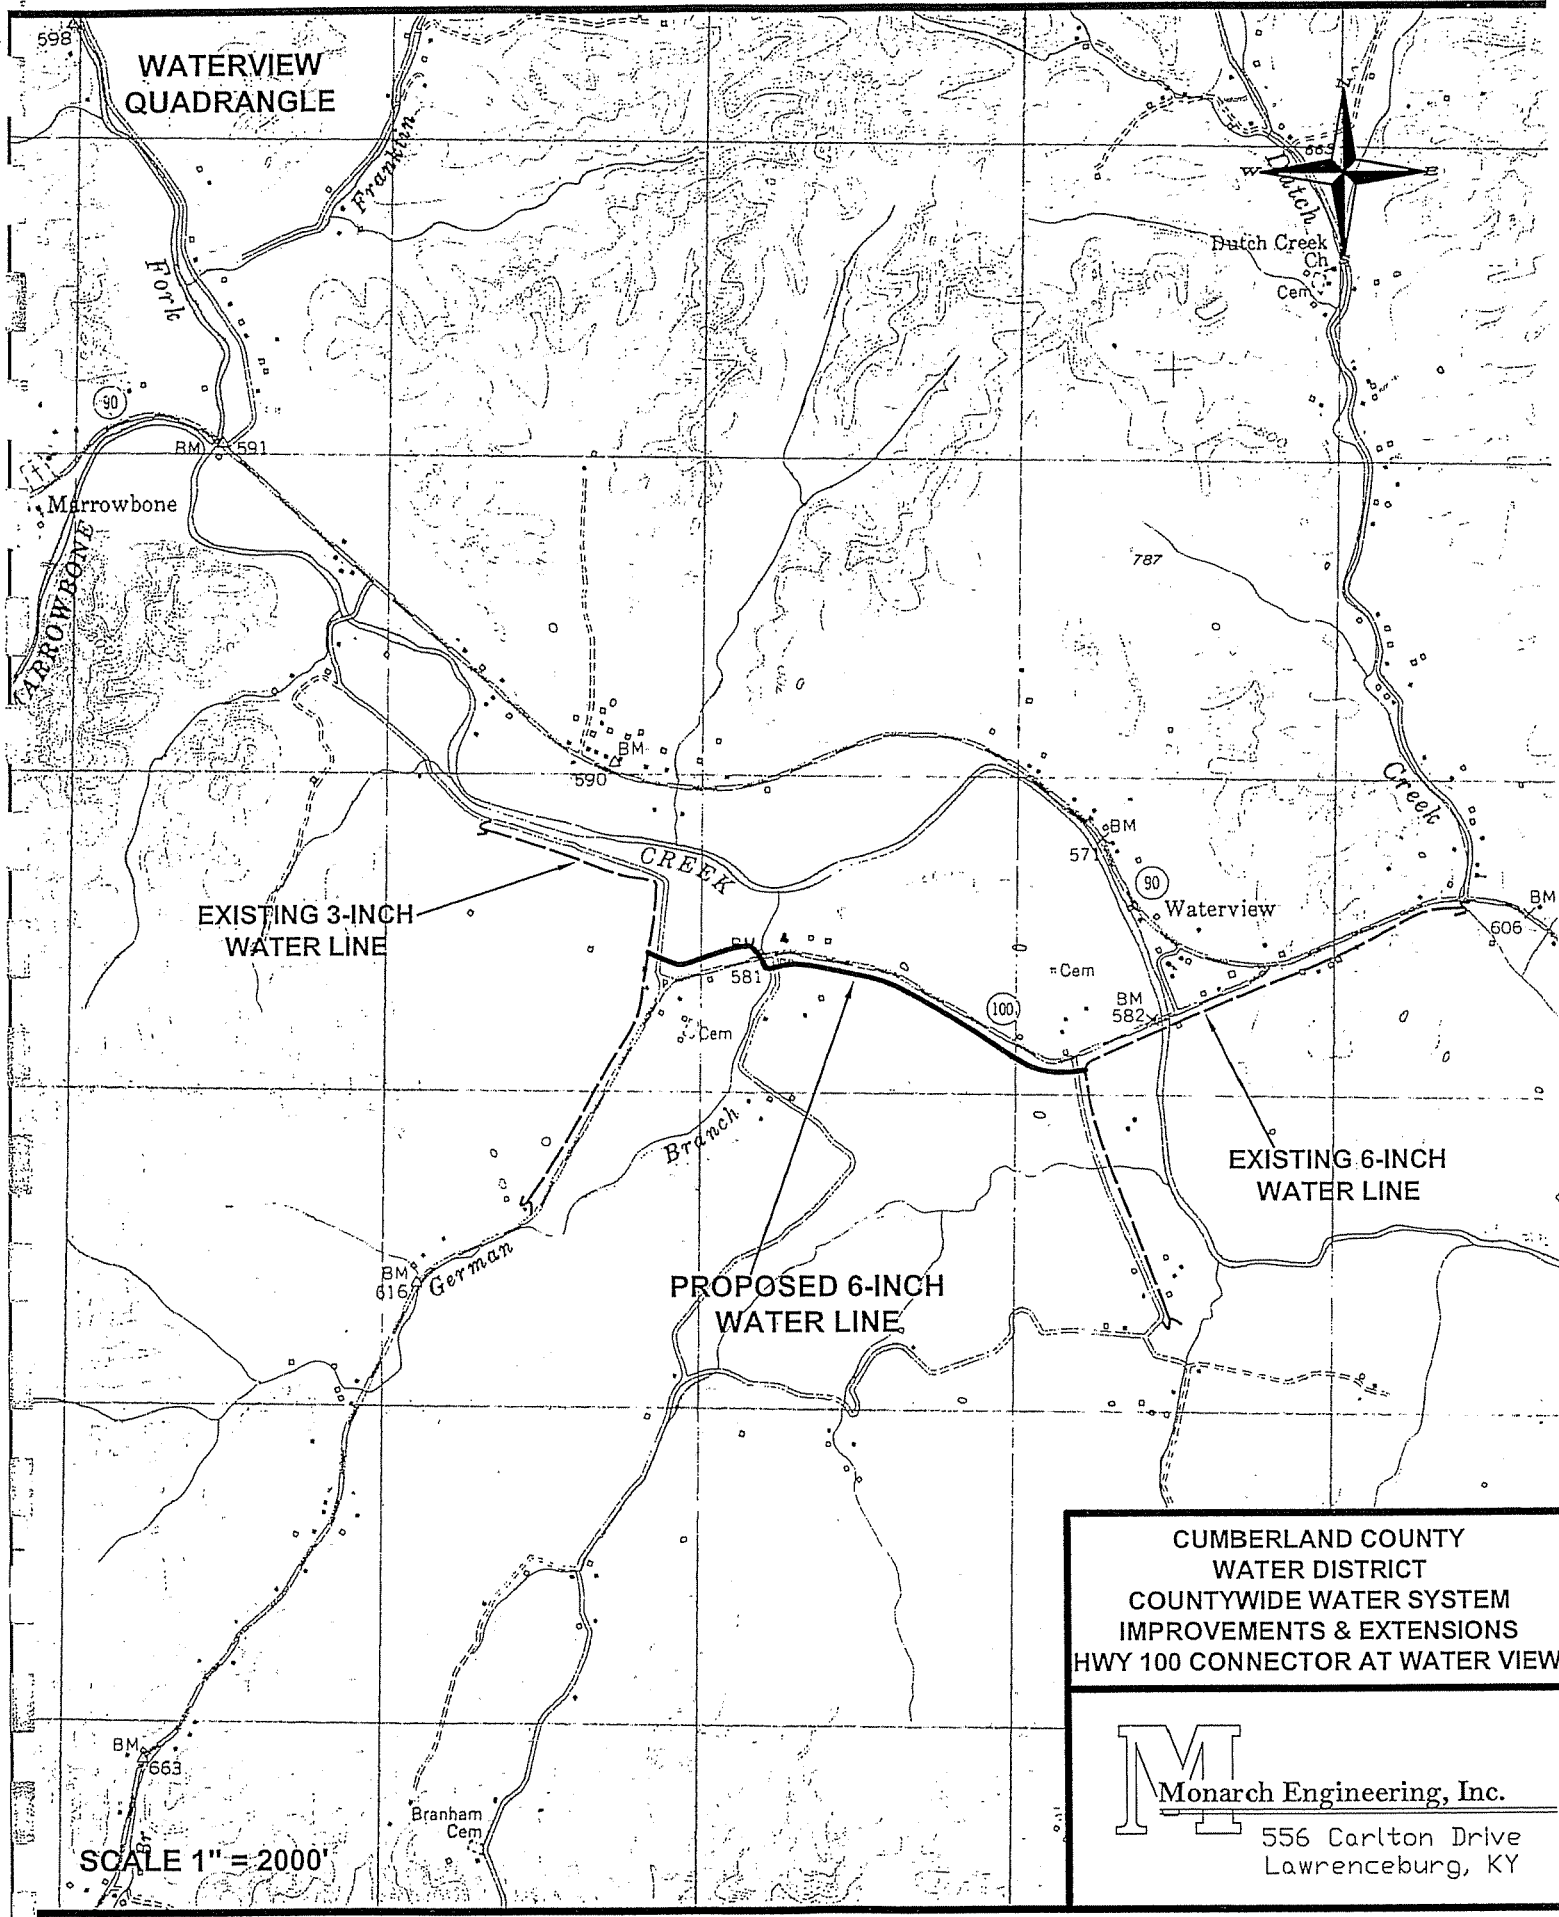 598
WATERVIEW
QUADRANGLE
Franklin
Fork
N
W
E
S
665
Dutch
Dutch Creek
Ch
Cem
90
BM
591
Marrowbone
ARROWBONE
787
BM
590
Creek
CREEK
BM
571
90
Waterview
BM
606
EXISTING 3-INCH
WATER LINE
BM
581
Cem
100
BM
582
Cem
Branch
EXISTING 6-INCH
WATER LINE
German
BM
616
PROPOSED 6-INCH
WATER LINE
CUMBERLAND COUNTY
WATER DISTRICT
COUNTYWIDE WATER SYSTEM
IMPROVEMENTS & EXTENSIONS
HWY 100 CONNECTOR AT WATER VIEW
BM
663
Br
Branham
Cem
SCALE 1" = 2000'
M
Monarch Engineering, Inc.
556 Carlton Drive
Lawrenceburg, KY